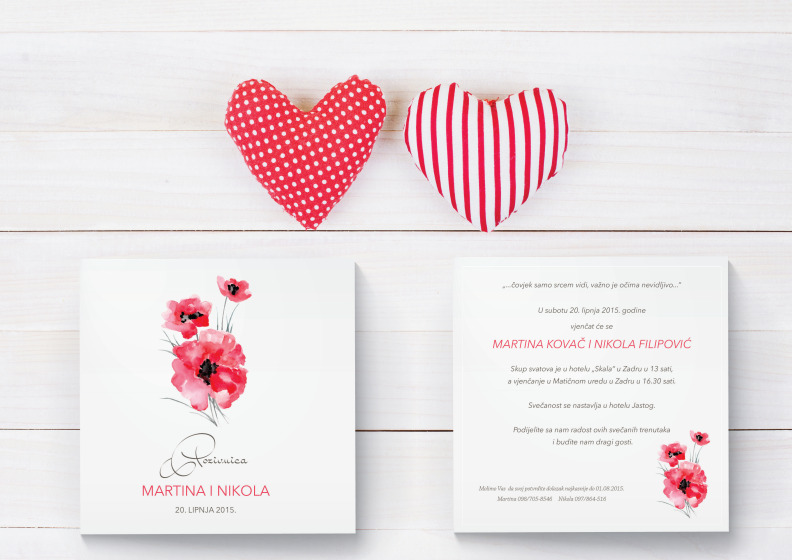 Pozivnica
MARTINA I NIKOLA
20. LIPNJA 2015.
„...čovjek samo srcem vidi, važno je očima nevidljivo..."
U subotu 20. lipnja 2015. godine
vjenčat će se
MARTINA KOVAČ I NIKOLA FILIPOVIĆ
Skup svatova je u hotelu „Skala" u Zadru u 13 sati,
a vjenčanje u Matičnom uredu u Zadru u 16.30 sati.
Svečanost se nastavlja u hotelu Jastog.
Podijelite sa nam radost ovih svečanih trenutaka
i budite nam dragi gosti.
Molimo Vas da svoj potvrdite dolazak najkasnije do 01.09.2015.
Martina 098/705-8546 Nikola 097/864-516